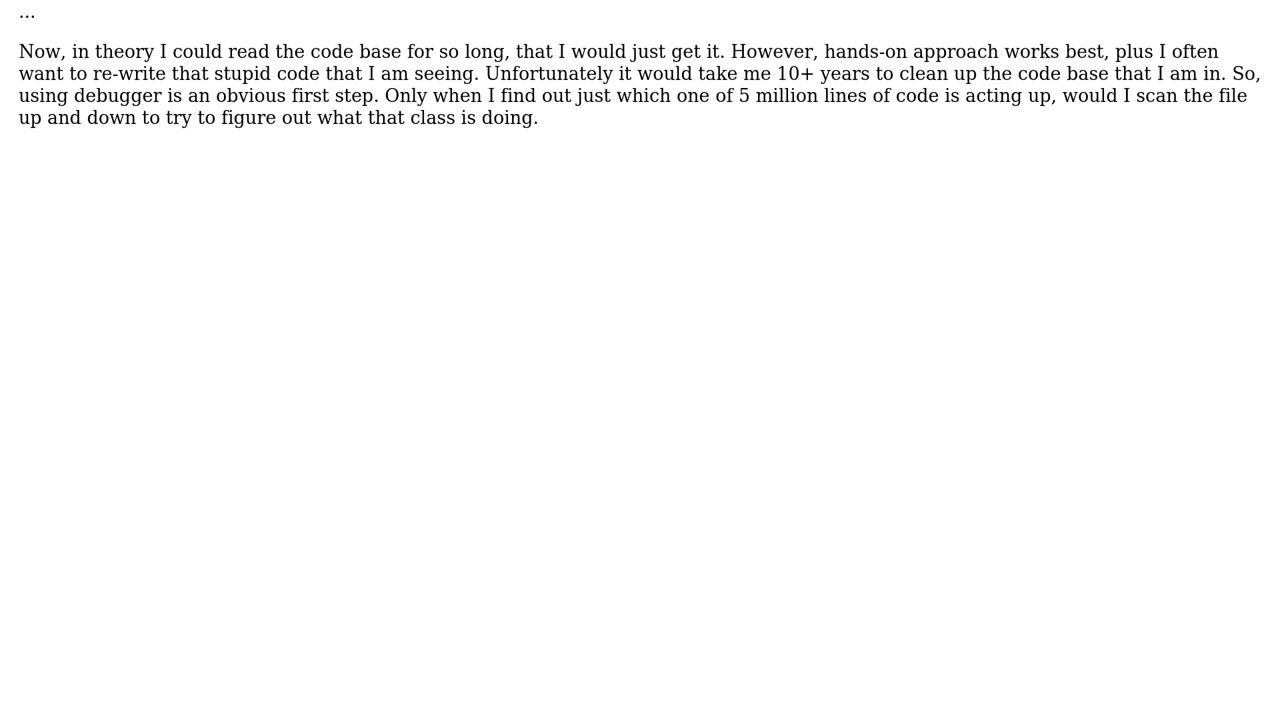 ...
Now, in theory I could read the code base for so long, that I would just get it. However, hands-on approach works best, plus I often
want to re-write that stupid code that I am seeing. Unfortunately it would take me 10+ years to clean up the code base that I am in. So,
using debugger is an obvious first step. Only when I find out just which one of 5 million lines of code is acting up, would I scan the file
up and down to try to figure out what that class is doing.